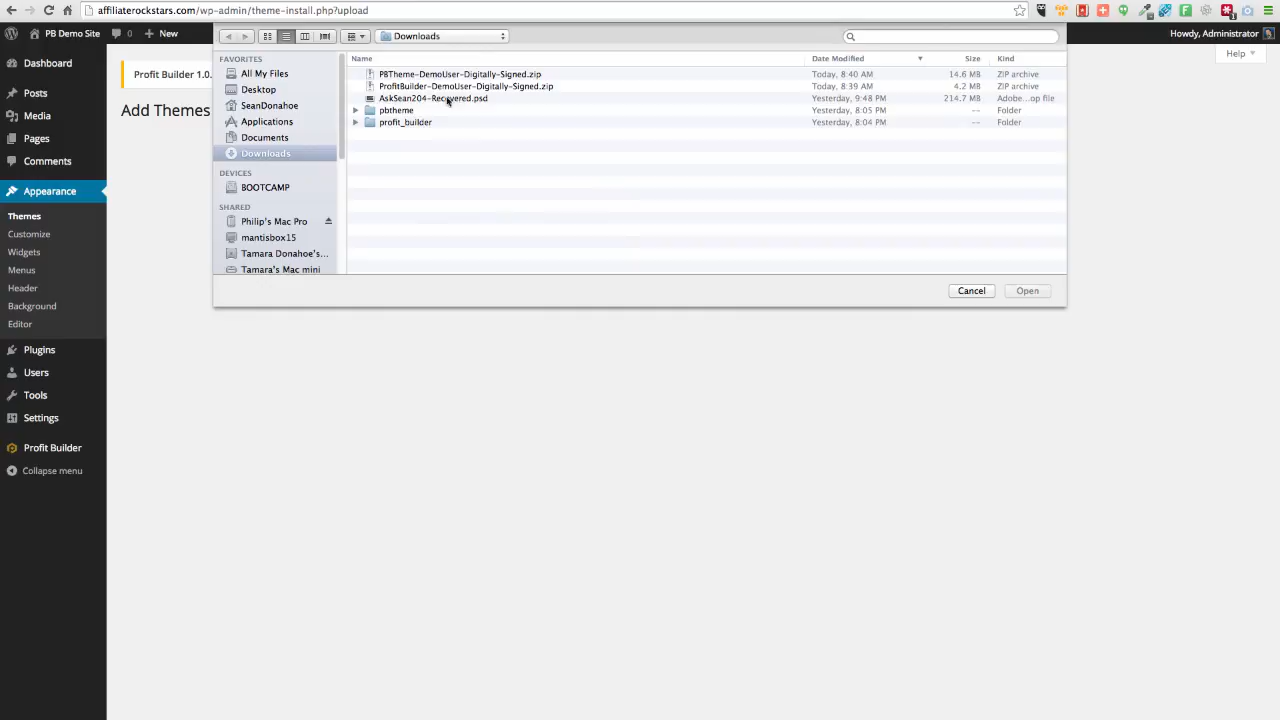 affiliaterockstars.com/wp-admin/theme-install.php?upload
PB Demo Site 0 New
Howdy, Administrator
Help
Dashboard
Posts
Media
Pages
Comments
Appearance
Themes
Customize
Widgets
Menus
Header
Background
Editor
Plugins
Users
Tools
Settings
Profit Builder
Collapse menu
Profit Builder 1.0.
Add Themes
Downloads
FAVORITES
All My Files
Desktop
SeanDonahoe
Applications
Documents
Downloads
DEVICES
BOOTCAMP
SHARED
Philip's Mac Pro
mantisbox15
Tamara Donahoe's...
Tamara's Mac mini
Name Date Modified Size Kind
PBTheme-DemoUser-Digitally-Signed.zip Today, 8:40 AM 14.6 MB ZIP archive
ProfitBuilder-DemoUser-Digitally-Signed.zip Today, 8:39 AM 4.2 MB ZIP archive
AskSean204-Recovered.psd Yesterday, 9:48 PM 214.7 MB Adobe...op file
pbtheme Yesterday, 8:05 PM -- Folder
profit_builder Yesterday, 8:04 PM -- Folder
Cancel Open